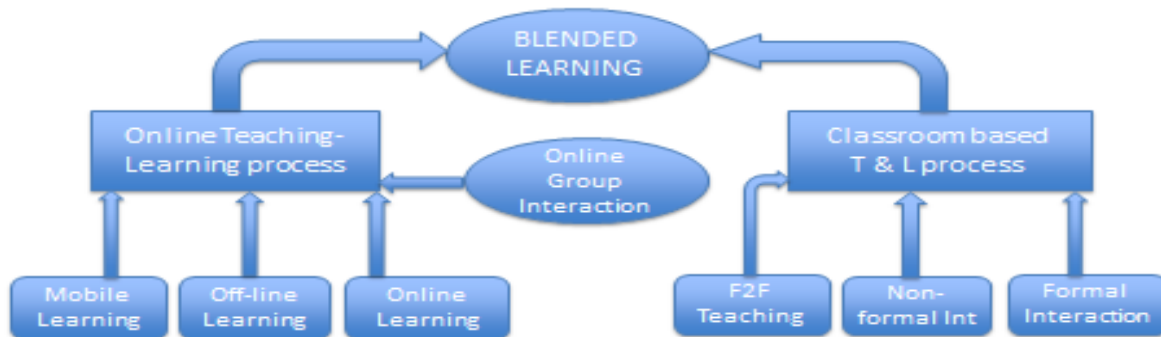 BLENDED
LEARNING
Online Teaching-
Learning process
Classroom based
T & L process
Online
Group
Interaction
Mobile
Learning
Off-line
Learning
Online
Learning
F2F
Teaching
Non-
formal Int
Formal
Interaction